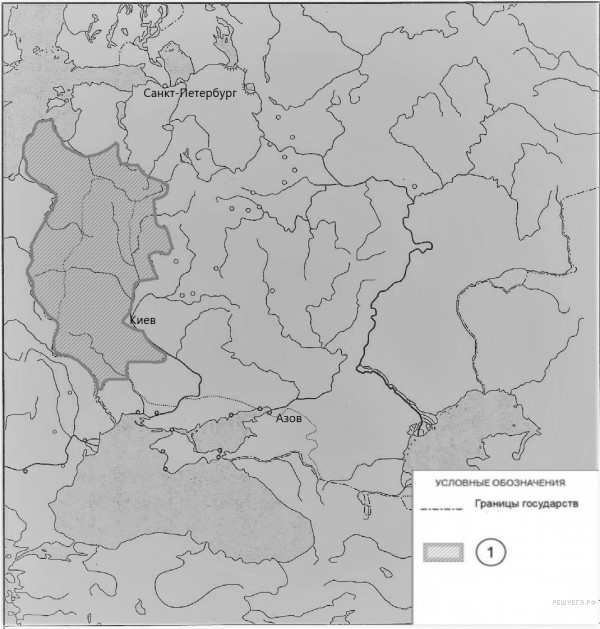 Санкт-Петербург
Киев
Азов
УСЛОВНЫЕ ОБОЗНАЧЕНИЯ
Границы государств
1
РЕШУЕГЭ.РФ